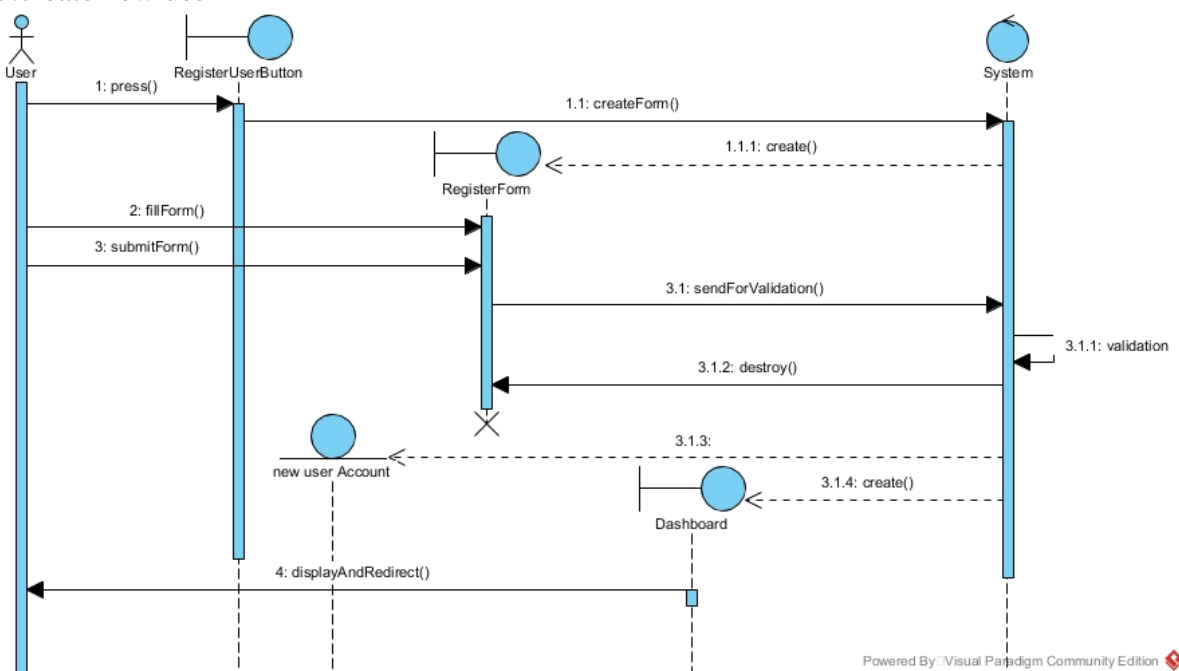 User
RegisterUserButton
System
1: press()
1.1: createForm()
1.1.1: create()
RegisterForm
2: fillForm()
3: submitForm()
3.1: sendForValidation()
3.1.1: validation
3.1.2: destroy()
3.1.3:
new user Account
3.1.4: create()
Dashboard
4: displayAndRedirect()
Powered By Visual Paradigm Community Edition